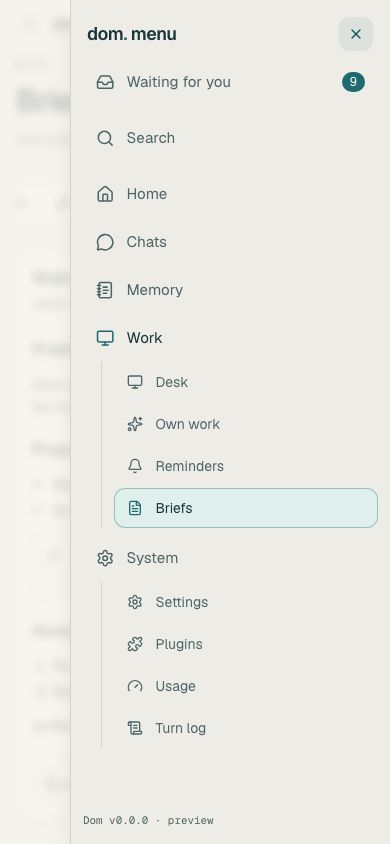 dom. menu
Waiting for you 9
Search
Home
Chats
Memory
Work
Desk
Own work
Reminders
Briefs
System
Settings
Plugins
Usage
Turn log
Dom v0.0.0 · preview